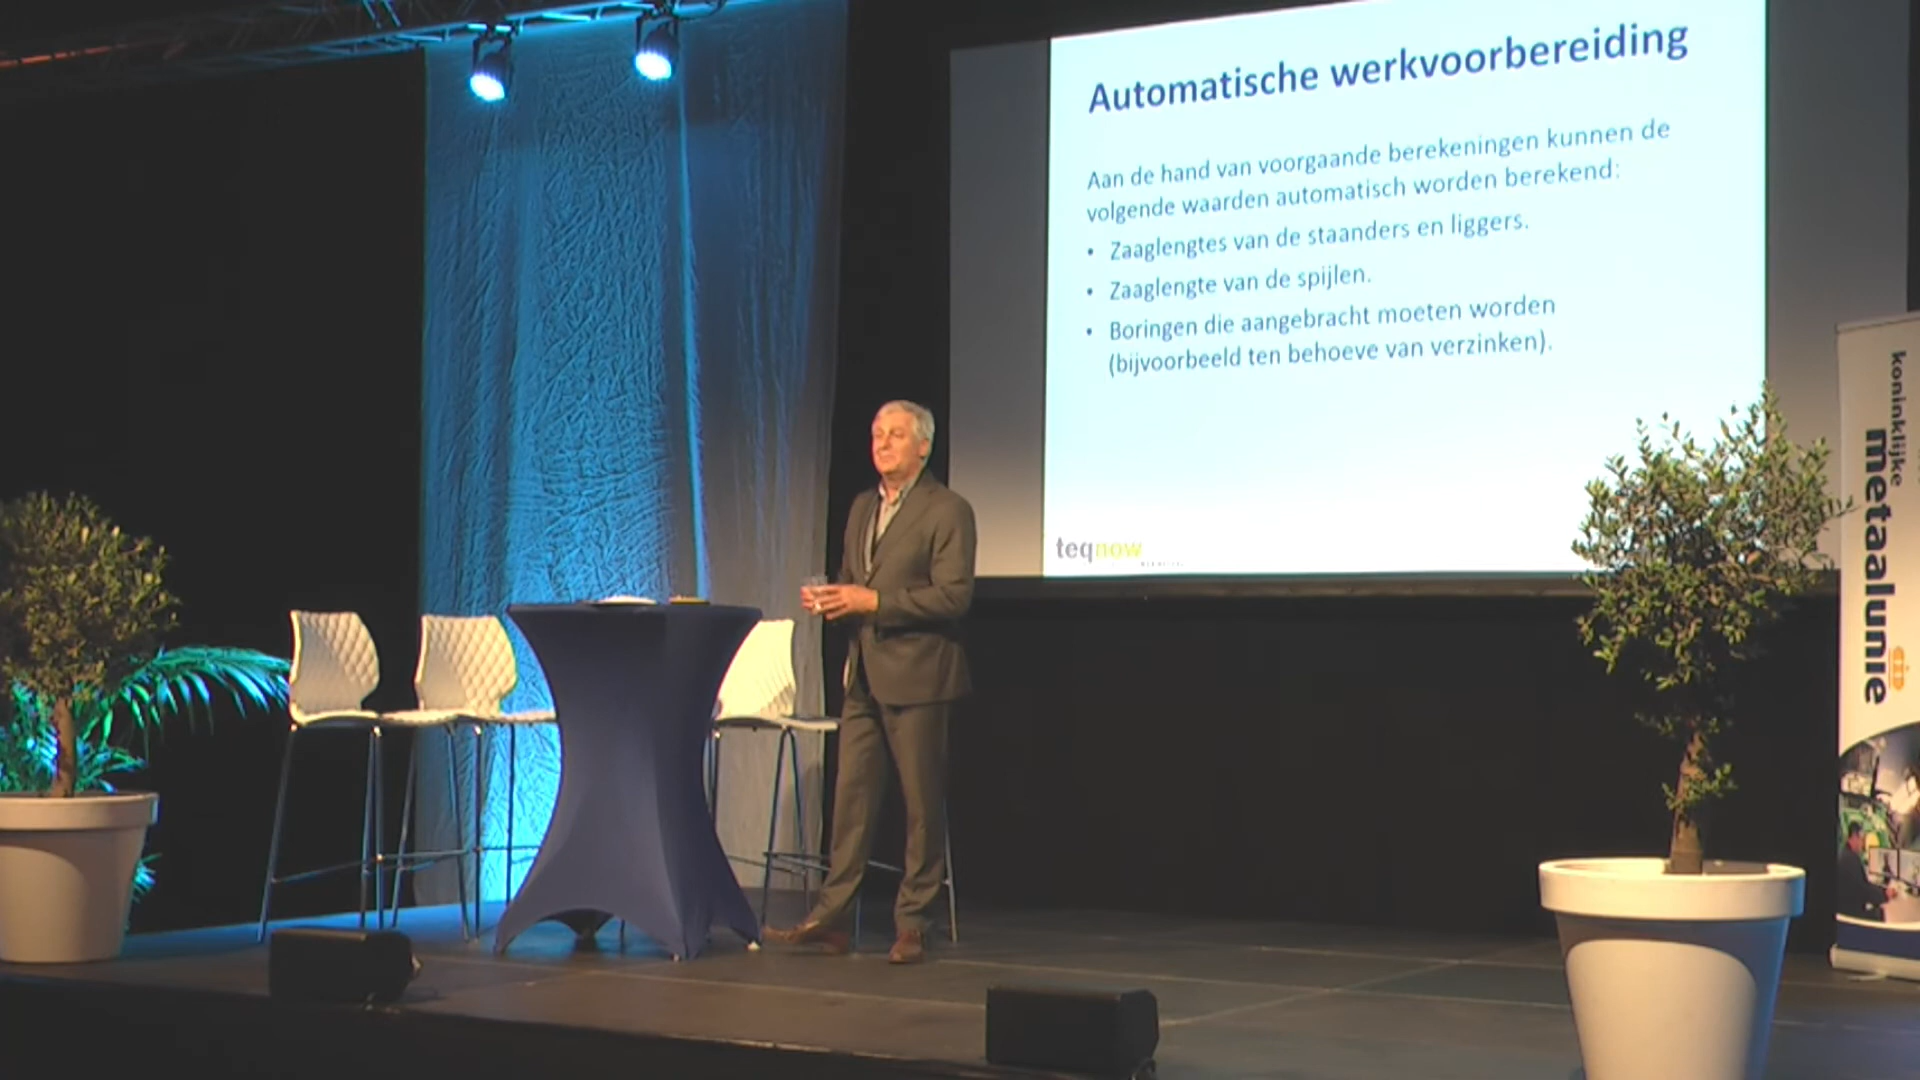 Automatische werkvoorbereiding
Aan de hand van voorgaande berekeningen kunnen de
volgende waarden automatisch worden berekend:
• Zaaglengtes van de staanders en liggers.
• Zaaglengte van de spijlen.
• Boringen die aangebracht moeten worden
(bijvoorbeeld ten behoeve van verzinken).
teqnow
koninklijke
metaalunie